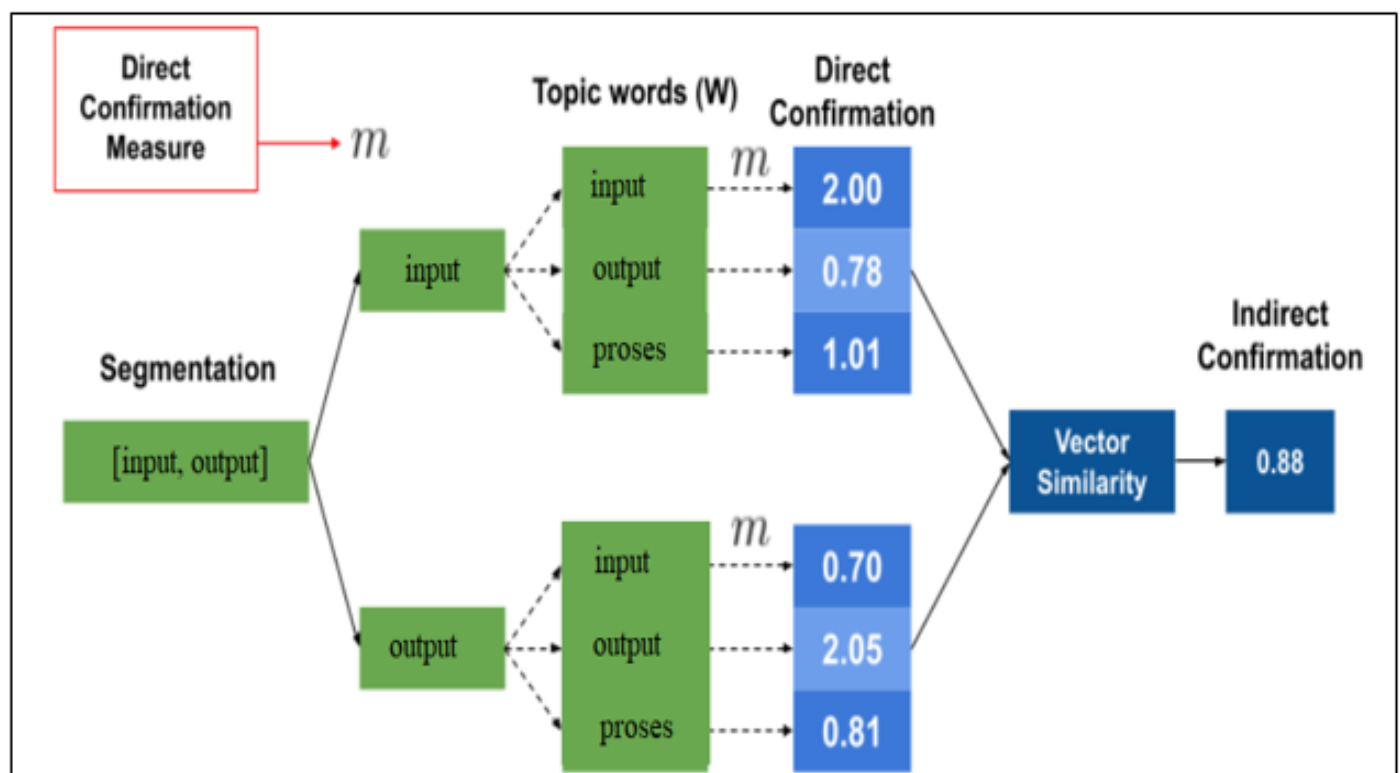 Direct
Confirmation
Measure
m
Topic words (W)
Direct
Confirmation
input
m
2.00
input
output
0.78
proses
1.01
Segmentation
[input, output]
Indirect
Confirmation
Vector
Similarity
0.88
input
m
0.70
output
output
2.05
proses
0.81